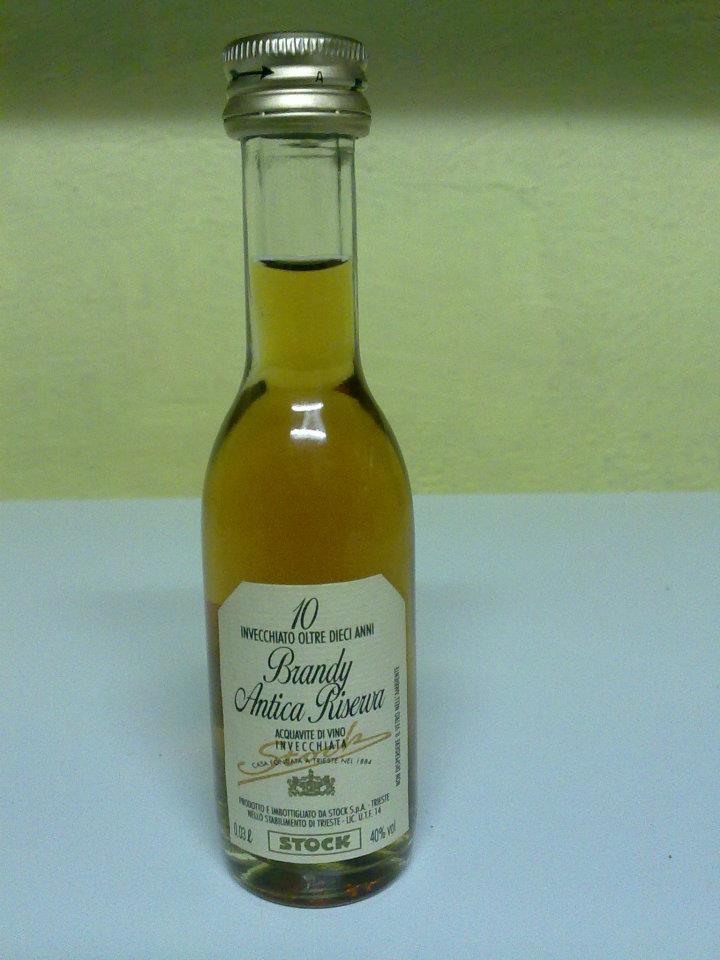 A
10
INVECCHIATO OLTRE DIECI ANNI
Brandy
Antica Riserva
ACQUAVITE DI VINO
INVECCHIATA
Stock
CASA FONDATA A TRIESTE NEL 1884
PRODOTTO E IMBOTTIGLIATO DA STOCK S.p.A. - TRIESTE
NELLO STABILIMENTO DI TRIESTE - LIC. U.T.F. 14
0,03 ℓ STOCK 40% vol
NON DISPERDERE IL VETRO NELL'AMBIENTE